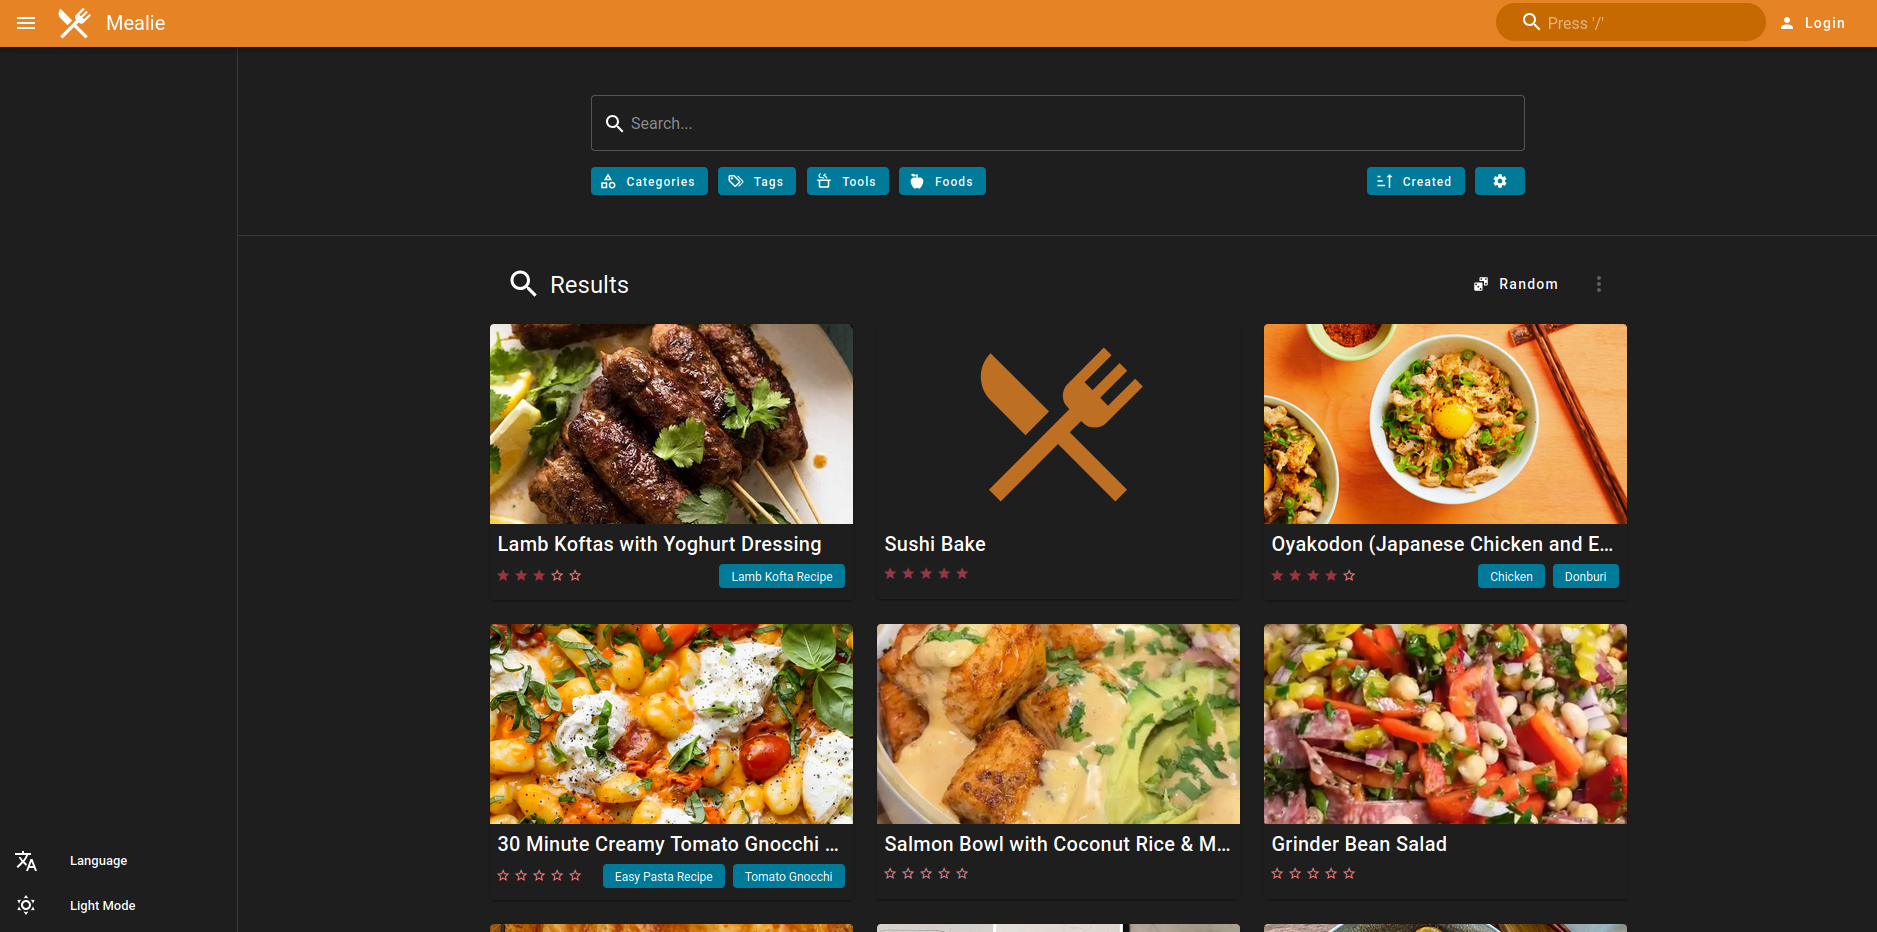 Mealie
Press '/'
Login
Search...
Categories
Tags
Tools
Foods
Created
Results
Random
Lamb Koftas with Yoghurt Dressing
Lamb Kofta Recipe
Sushi Bake
Oyakodon (Japanese Chicken and E...
Chicken
Donburi
30 Minute Creamy Tomato Gnocchi ...
Easy Pasta Recipe
Tomato Gnocchi
Salmon Bowl with Coconut Rice & M...
Grinder Bean Salad
Language
Light Mode